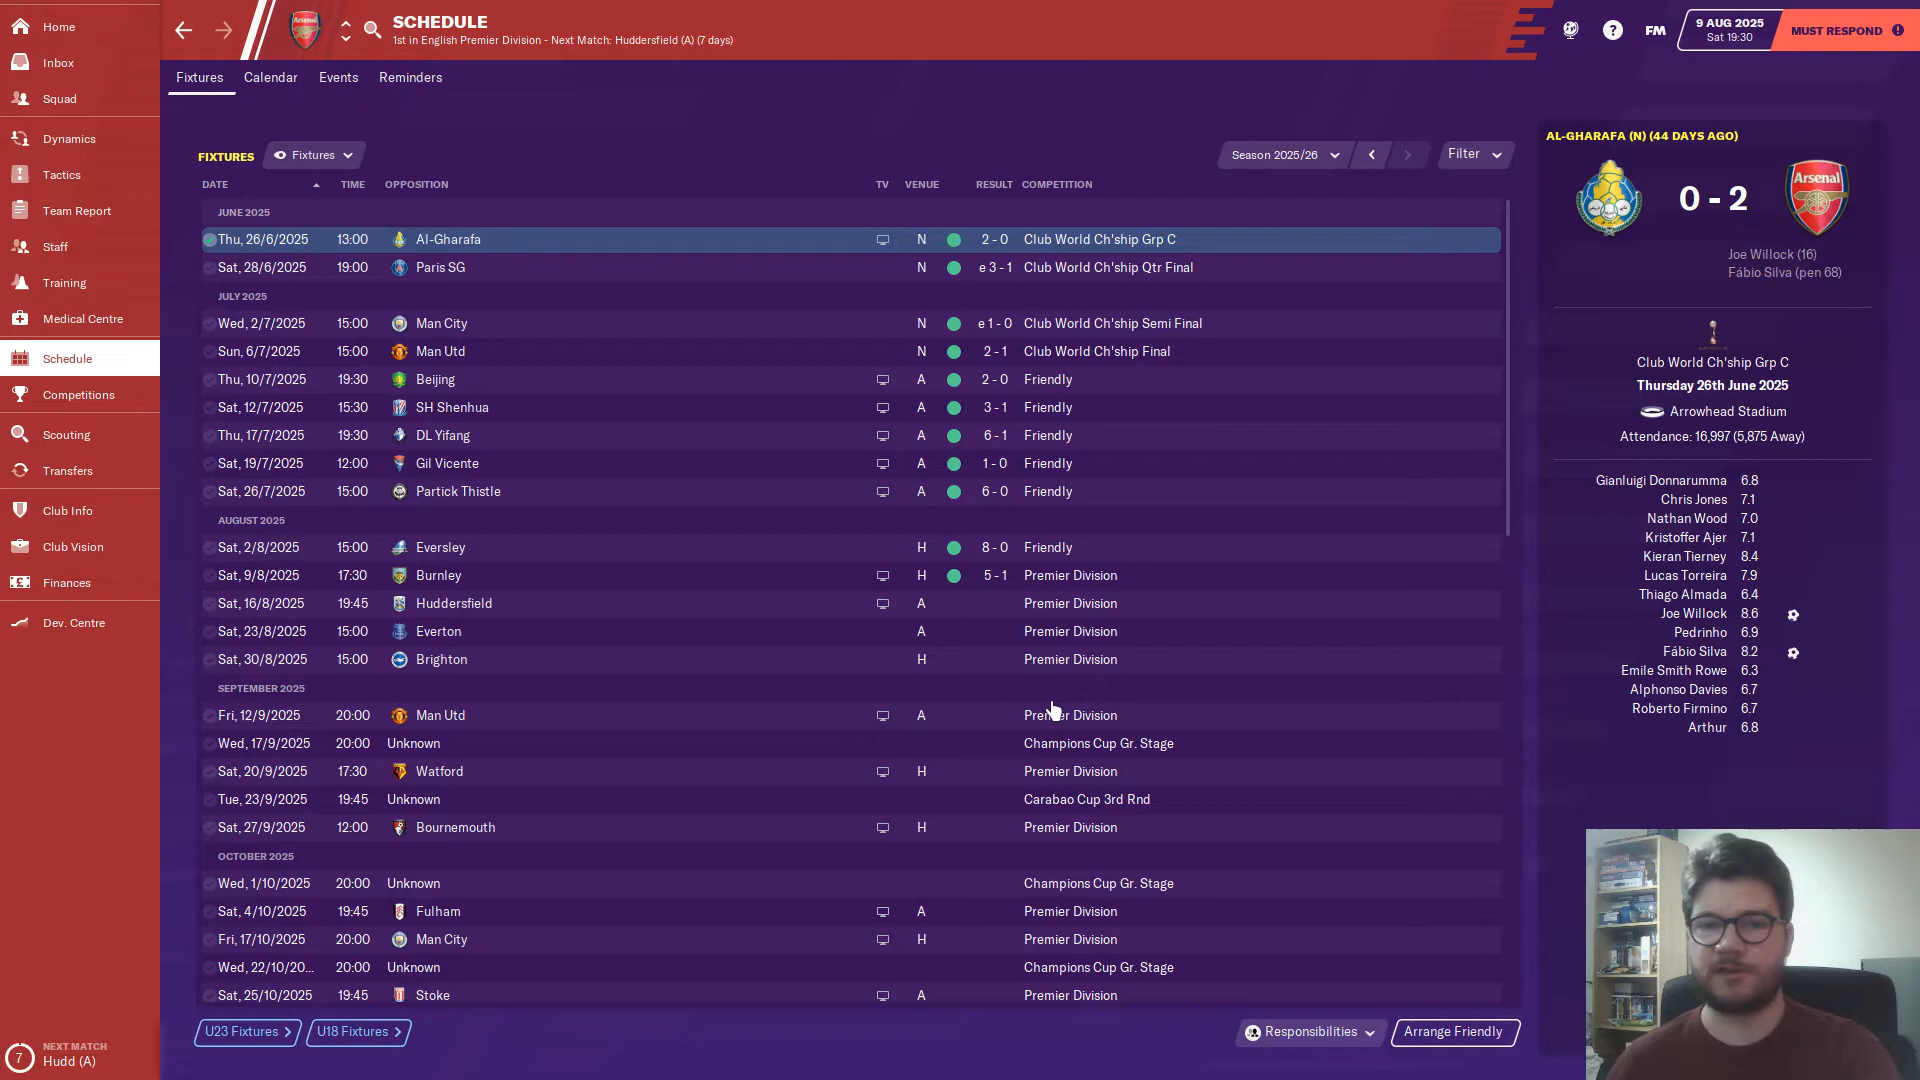 Home
Inbox
Squad
Dynamics
Tactics
Team Report
Staff
Training
Medical Centre
Schedule
Competitions
Scouting
Transfers
Club Info
Club Vision
Finances
Dev. Centre
7
NEXT MATCH
Hudd (A)
Arsenal
SCHEDULE
1st in English Premier Division - Next Match: Huddersfield (A) (7 days)
FM
9 AUG 2025
Sat 19:30
MUST RESPOND
Fixtures Calendar Events Reminders
FIXTURES Fixtures Season 2025/26 Filter
DATE TIME OPPOSITION TV VENUE RESULT COMPETITION
JUNE 2025
Thu, 26/6/2025 13:00 Al-Gharafa N 2 - 0 Club World Ch'ship Grp C
Sat, 28/6/2025 19:00 Paris SG N e 3 - 1 Club World Ch'ship Qtr Final
JULY 2025
Wed, 2/7/2025 15:00 Man City N e 1 - 0 Club World Ch'ship Semi Final
Sun, 6/7/2025 15:00 Man Utd N 2 - 1 Club World Ch'ship Final
Thu, 10/7/2025 19:30 Beijing A 2 - 0 Friendly
Sat, 12/7/2025 15:30 SH Shenhua A 3 - 1 Friendly
Thu, 17/7/2025 19:30 DL Yifang A 6 - 1 Friendly
Sat, 19/7/2025 12:00 Gil Vicente A 1 - 0 Friendly
Sat, 26/7/2025 15:00 Partick Thistle A 6 - 0 Friendly
AUGUST 2025
Sat, 2/8/2025 15:00 Eversley H 8 - 0 Friendly
Sat, 9/8/2025 17:30 Burnley H 5 - 1 Premier Division
Sat, 16/8/2025 19:45 Huddersfield A Premier Division
Sat, 23/8/2025 15:00 Everton A Premier Division
Sat, 30/8/2025 15:00 Brighton H Premier Division
SEPTEMBER 2025
Fri, 12/9/2025 20:00 Man Utd A Premier Division
Wed, 17/9/2025 20:00 Unknown Champions Cup Gr. Stage
Sat, 20/9/2025 17:30 Watford H Premier Division
Tue, 23/9/2025 19:45 Unknown Carabao Cup 3rd Rnd
Sat, 27/9/2025 12:00 Bournemouth H Premier Division
OCTOBER 2025
Wed, 1/10/2025 20:00 Unknown Champions Cup Gr. Stage
Sat, 4/10/2025 19:45 Fulham A Premier Division
Fri, 17/10/2025 20:00 Man City H Premier Division
Wed, 22/10/20... 20:00 Unknown Champions Cup Gr. Stage
Sat, 25/10/2025 19:45 Stoke A Premier Division
U23 Fixtures U18 Fixtures Responsibilities Arrange Friendly
AL-GHARAFA (N) (44 DAYS AGO)
0 - 2
Arsenal
Joe Willock (16)
Fábio Silva (pen 68)
Club World Ch'ship Grp C
Thursday 26th June 2025
Arrowhead Stadium
Attendance: 16,997 (5,875 Away)
Gianluigi Donnarumma 6.8
Chris Jones 7.1
Nathan Wood 7.0
Kristoffer Ajer 7.1
Kieran Tierney 8.4
Lucas Torreira 7.9
Thiago Almada 6.4
Joe Willock 8.6
Pedrinho 6.9
Fábio Silva 8.2
Emile Smith Rowe 6.3
Alphonso Davies 6.7
Roberto Firmino 6.7
Arthur 6.8